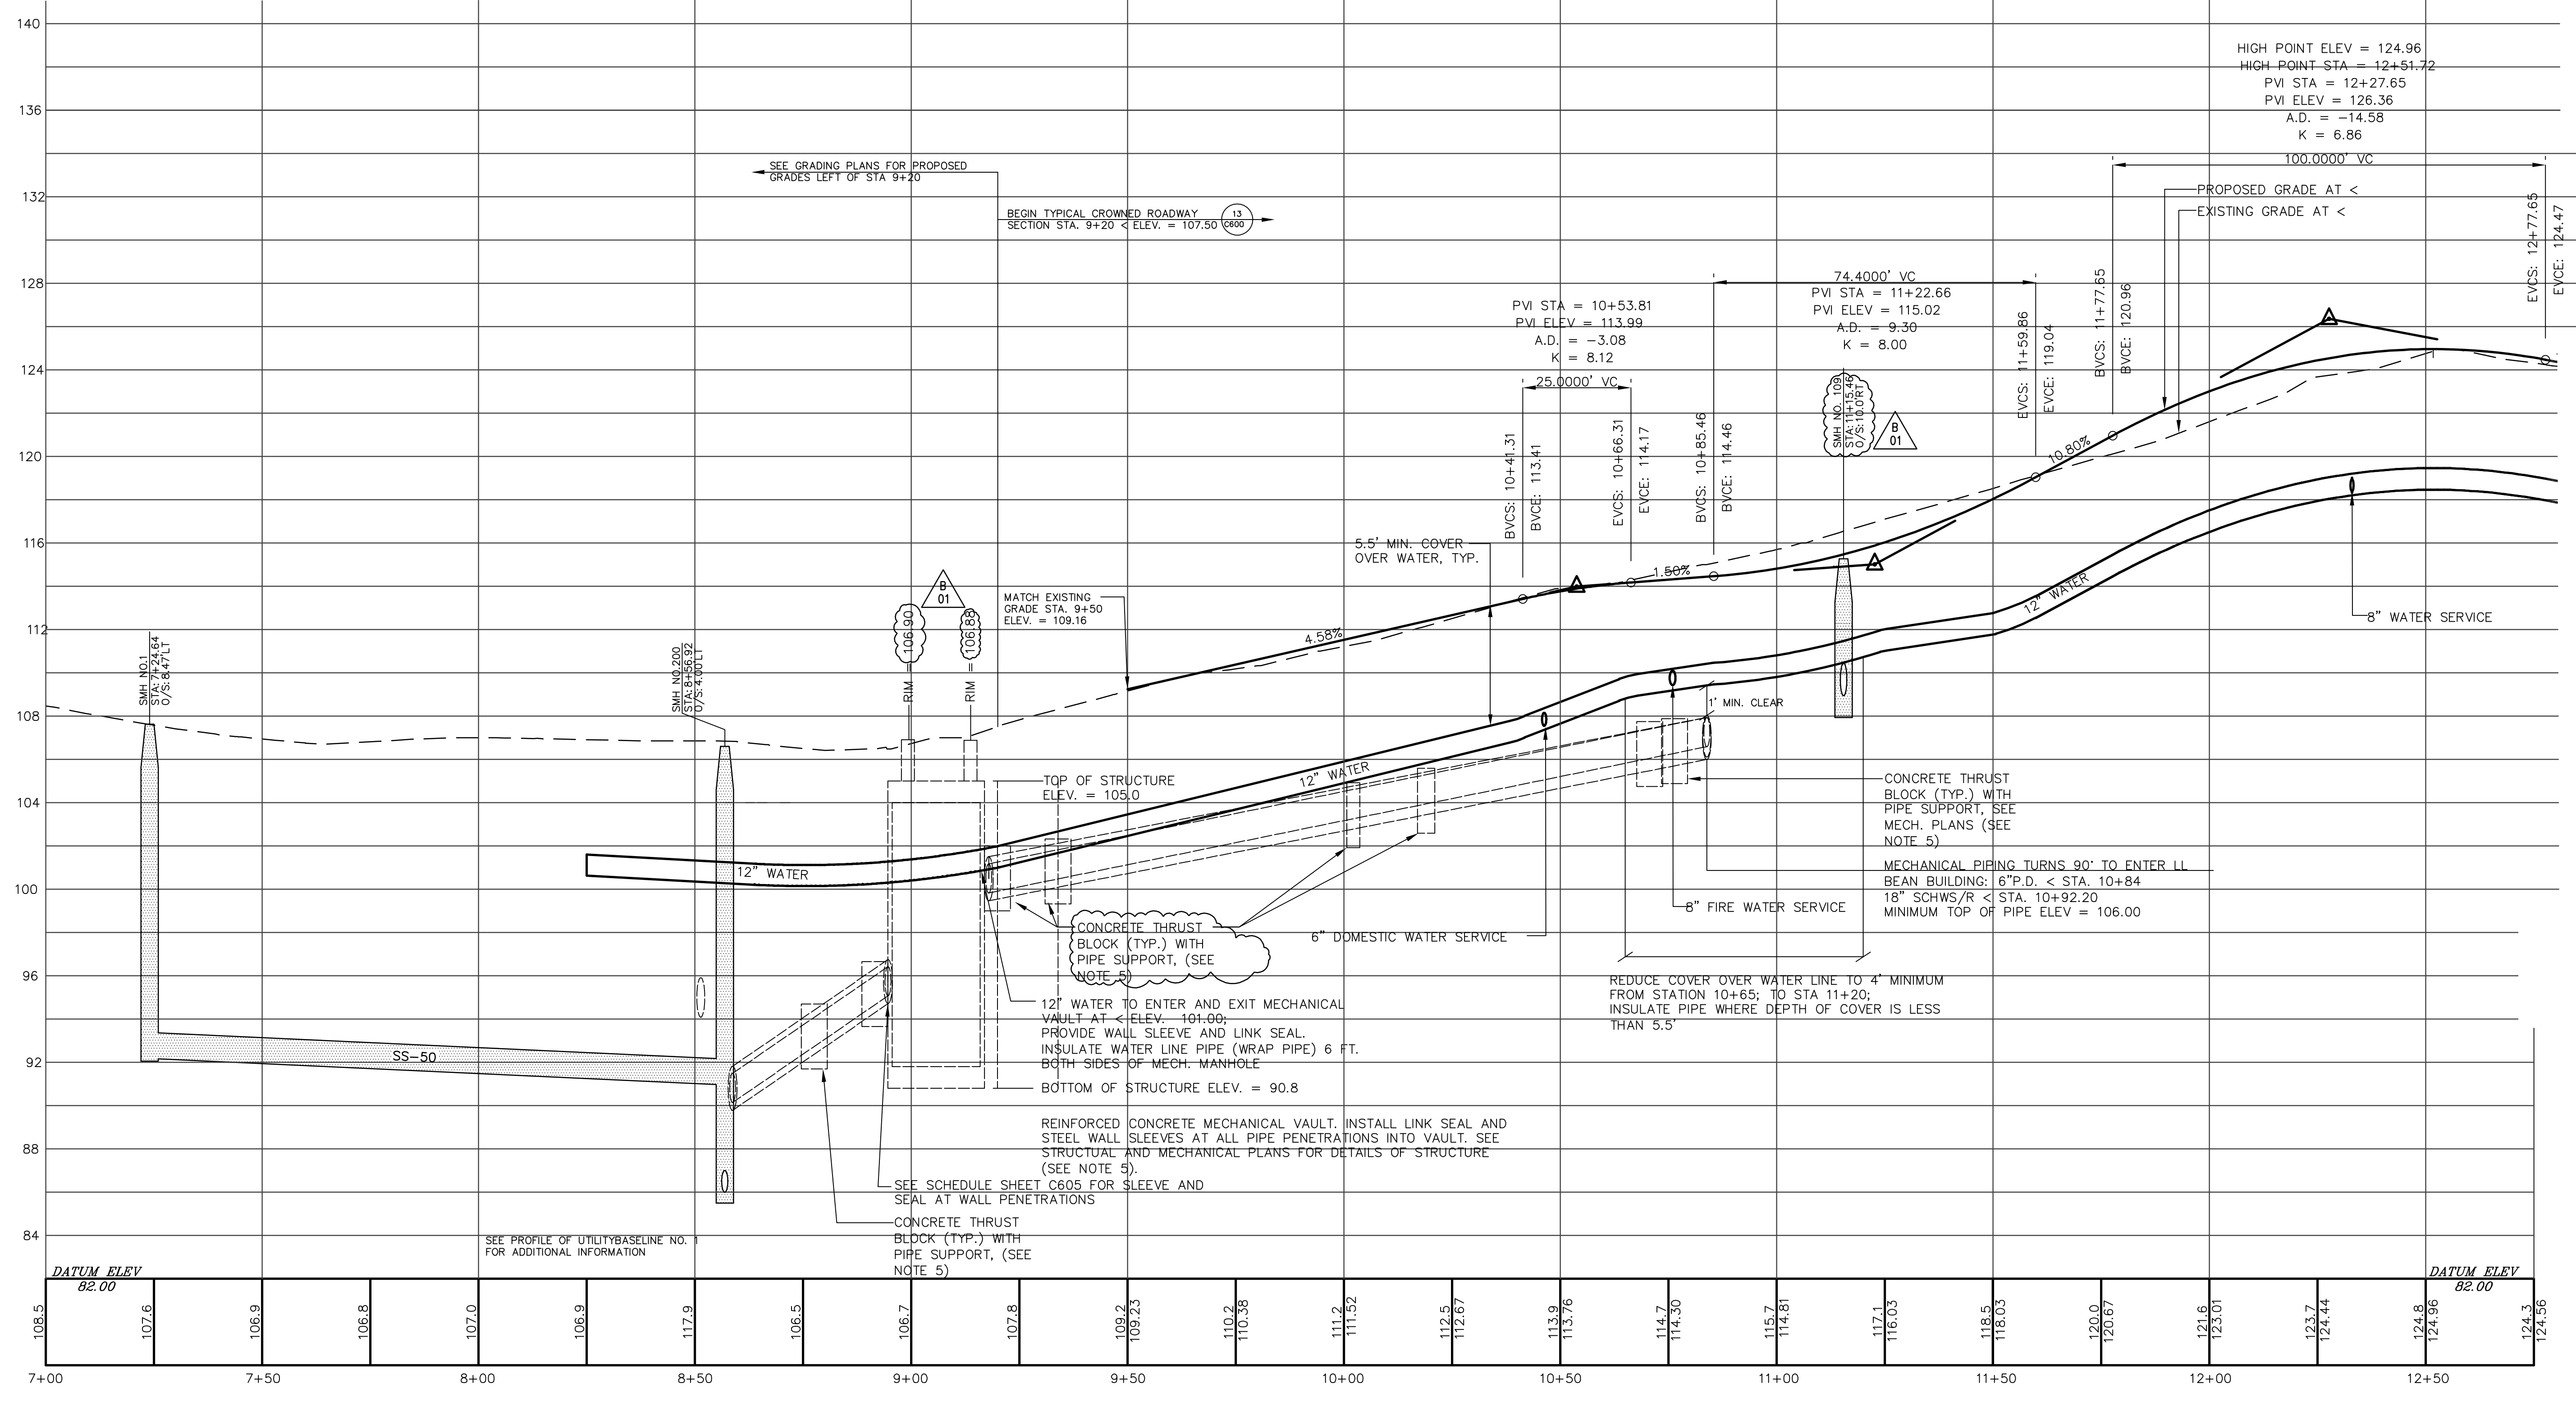 140
136
132
128
124
120
116
112
108
104
100
96
92
88
84
HIGH POINT ELEV = 124.96
HIGH POINT STA = 12+51.72
PVI STA = 12+27.65
PVI ELEV = 126.36
A.D. = -14.58
K = 6.86
100.0000' VC
SEE GRADING PLANS FOR PROPOSED
GRADES LEFT OF STA 9+20
BEGIN TYPICAL CROWNED ROADWAY
SECTION STA. 9+20 < ELEV. = 107.50
13
C600
PROPOSED GRADE AT <
EXISTING GRADE AT <
EVCS: 12+77.65
EVCE: 124.47
74.4000' VC
PVI STA = 11+22.66
PVI ELEV = 115.02
A.D. = 9.30
K = 8.00
PVI STA = 10+53.81
PVI ELEV = 113.99
A.D. = -3.08
K = 8.12
25.0000' VC
BVCS: 11+77.65
BVCE: 120.96
EVCS: 11+59.86
EVCE: 119.04
BVCS: 10+41.31
BVCE: 113.41
EVCS: 10+66.31
EVCE: 114.17
BVCS: 10+85.46
BVCE: 114.46
SMH NO. 109
STA: 11+15.46
O/S: 10.0'RT
B
01
10.80%
5.5' MIN. COVER
OVER WATER, TYP.
1.50%
4.58%
MATCH EXISTING
GRADE STA. 9+50
ELEV. = 109.16
B
01
RIM = 106.90
RIM = 106.88
SMH NO.1
STA: 7+24.64
O/S: 8.47'LT
SMH NO.200
STA: 8+56.92
O/S: 4.00'LT
12" WATER
8" WATER SERVICE
1' MIN. CLEAR
TOP OF STRUCTURE
ELEV. = 105.0
12" WATER
12" WATER
CONCRETE THRUST
BLOCK (TYP.) WITH
PIPE SUPPORT, SEE
MECH. PLANS (SEE
NOTE 5)
MECHANICAL PIPING TURNS 90° TO ENTER LL
BEAN BUILDING: 6"P.D. < STA. 10+84
18" SCHWS/R < STA. 10+92.20
MINIMUM TOP OF PIPE ELEV = 106.00
8" FIRE WATER SERVICE
6" DOMESTIC WATER SERVICE
CONCRETE THRUST
BLOCK (TYP.) WITH
PIPE SUPPORT, (SEE
NOTE 5)
REDUCE COVER OVER WATER LINE TO 4' MINIMUM
FROM STATION 10+65; TO STA 11+20;
INSULATE PIPE WHERE DEPTH OF COVER IS LESS
THAN 5.5'
12" WATER TO ENTER AND EXIT MECHANICAL
VAULT AT < ELEV. 101.00;
PROVIDE WALL SLEEVE AND LINK SEAL.
INSULATE WATER LINE PIPE (WRAP PIPE) 6 FT.
BOTH SIDES OF MECH. MANHOLE
SS-50
BOTTOM OF STRUCTURE ELEV. = 90.8
REINFORCED CONCRETE MECHANICAL VAULT. INSTALL LINK SEAL AND
STEEL WALL SLEEVES AT ALL PIPE PENETRATIONS INTO VAULT. SEE
STRUCTUAL AND MECHANICAL PLANS FOR DETAILS OF STRUCTURE
(SEE NOTE 5).
SEE SCHEDULE SHEET C605 FOR SLEEVE AND
SEAL AT WALL PENETRATIONS
CONCRETE THRUST
BLOCK (TYP.) WITH
PIPE SUPPORT, (SEE
NOTE 5)
SEE PROFILE OF UTILITYBASELINE NO. 1
FOR ADDITIONAL INFORMATION
DATUM ELEV
82.00
DATUM ELEV
82.00
108.5
107.6
106.9
106.8
107.0
106.9
117.9
106.5
106.7
107.8
109.2
109.23
110.2
110.38
111.2
111.52
112.5
112.67
113.9
113.76
114.7
114.30
115.7
114.81
117.1
116.03
118.5
118.03
120.0
120.67
121.6
123.01
123.7
124.44
124.8
124.96
124.3
124.56
7+00
7+50
8+00
8+50
9+00
9+50
10+00
10+50
11+00
11+50
12+00
12+50